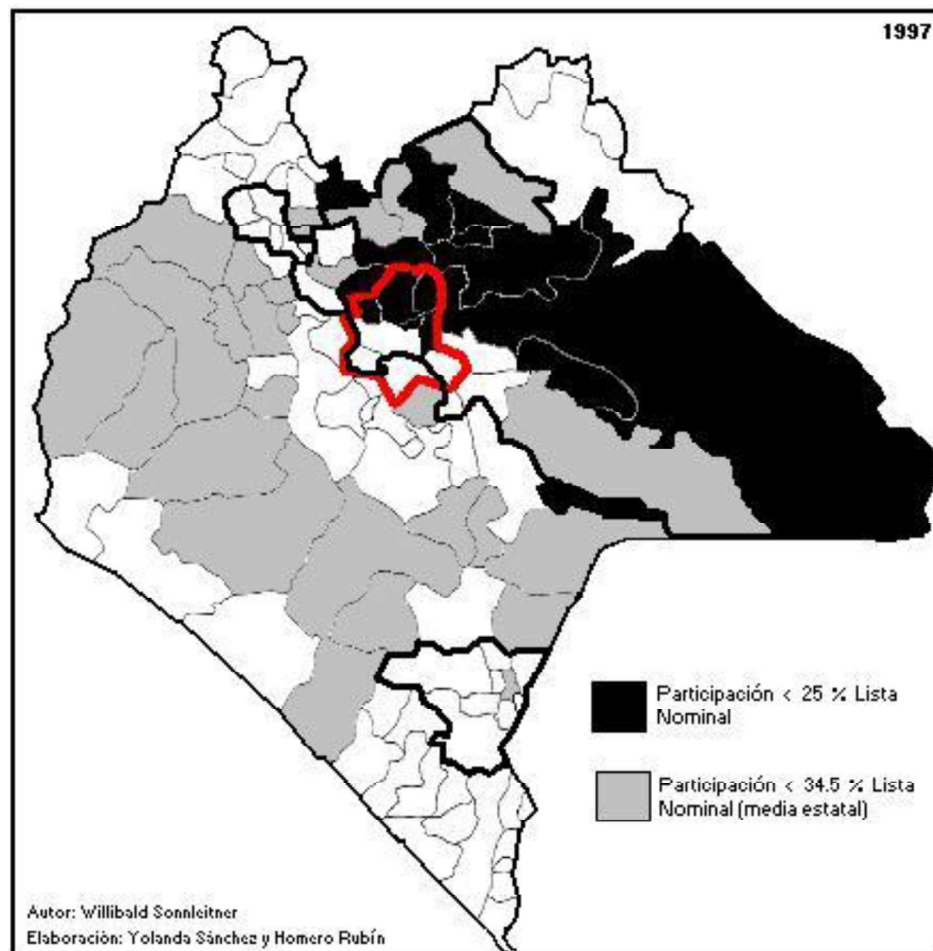 1997
Participación < 25 % Lista
Nominal
Participación < 34.5 % Lista
Nominal (media estatal)
Autor: Willibald Sonnleitner
Elaboración: Yolanda Sánchez y Homero Rubín